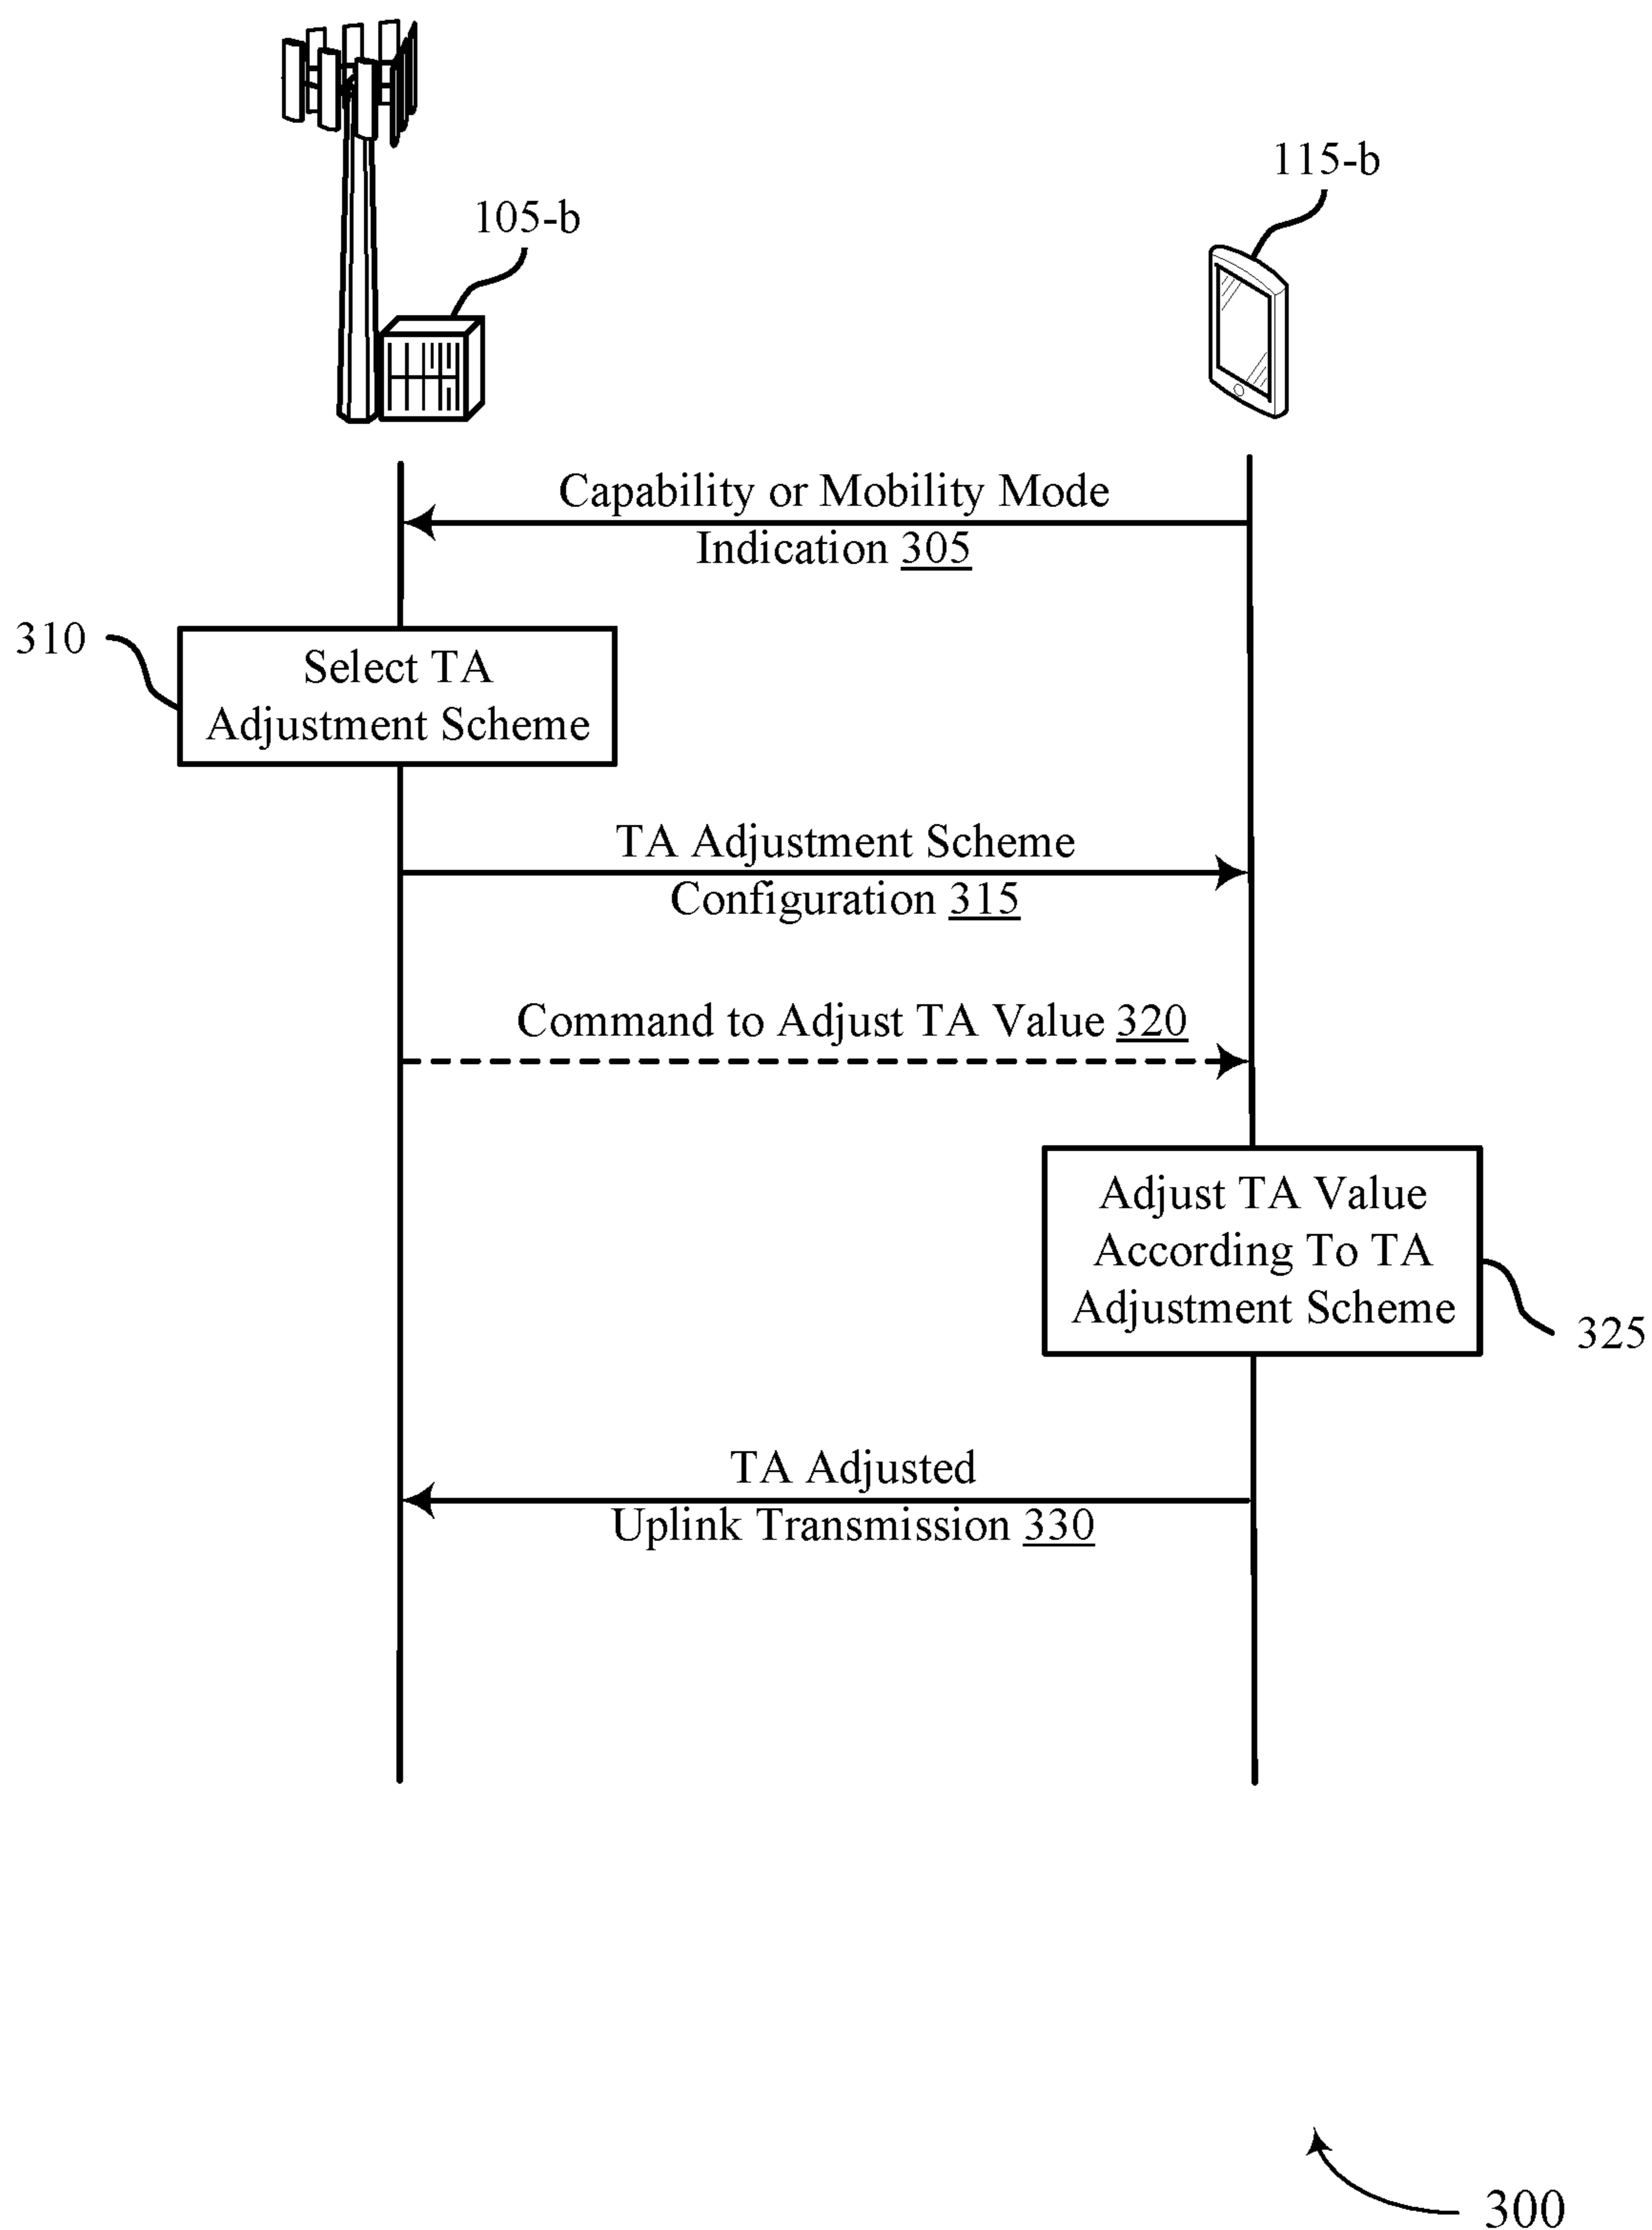 115-b
105-b
Capability or Mobility Mode
Indication 305
310
Select TA
Adjustment Scheme
TA Adjustment Scheme
Configuration 315
Command to Adjust TA Value 320
Adjust TA Value
According To TA
Adjustment Scheme
325
TA Adjusted
Uplink Transmission 330
300